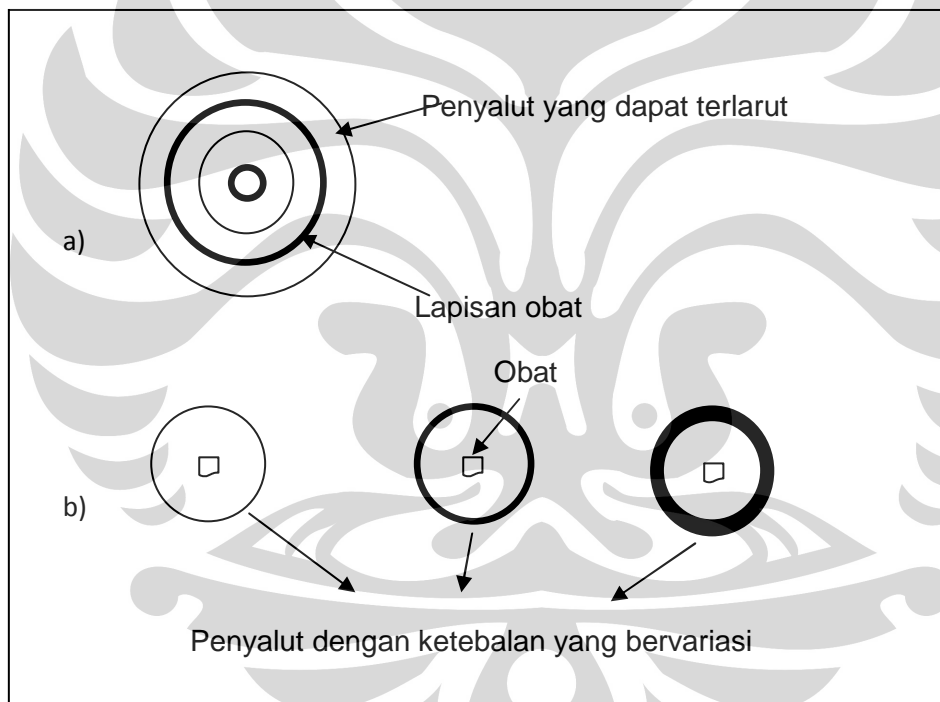 Penyalut yang dapat terlarut
a)
Lapisan obat
Obat
b)
Penyalut dengan ketebalan yang bervariasi